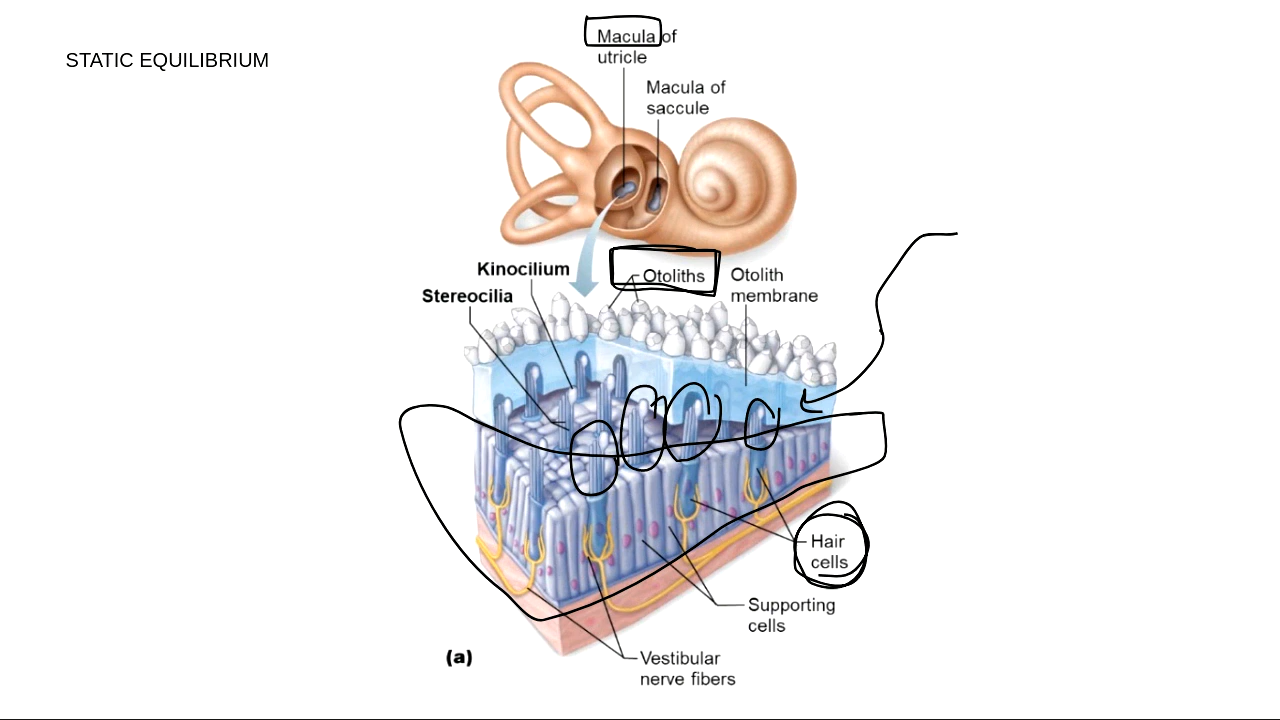 STATIC EQUILIBRIUM
Macula of
utricle
Macula of
saccule
Kinocilium
Stereocilia
Otoliths
Otolith
membrane
Hair
cells
Supporting
cells
Vestibular
nerve fibers
(a)